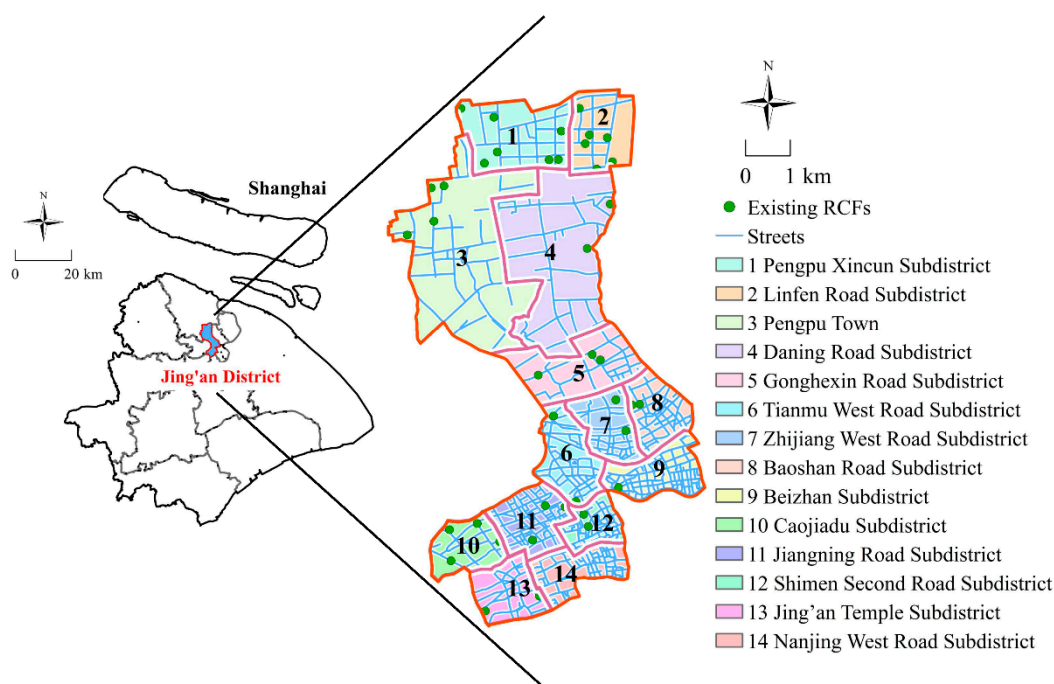 N
Shanghai
0 20 km
Jing'an District
1
2
3
4
5
6
7
8
9
10
11
12
13
14
N
0 1 km
Existing RCFs
Streets
1 Pengpu Xincun Subdistrict
2 Linfen Road Subdistrict
3 Pengpu Town
4 Daning Road Subdistrict
5 Gonghexin Road Subdistrict
6 Tianmu West Road Subdistrict
7 Zhijiang West Road Subdistrict
8 Baoshan Road Subdistrict
9 Beizhan Subdistrict
10 Caojiadu Subdistrict
11 Jiangning Road Subdistrict
12 Shimen Second Road Subdistrict
13 Jing’an Temple Subdistrict
14 Nanjing West Road Subdistrict